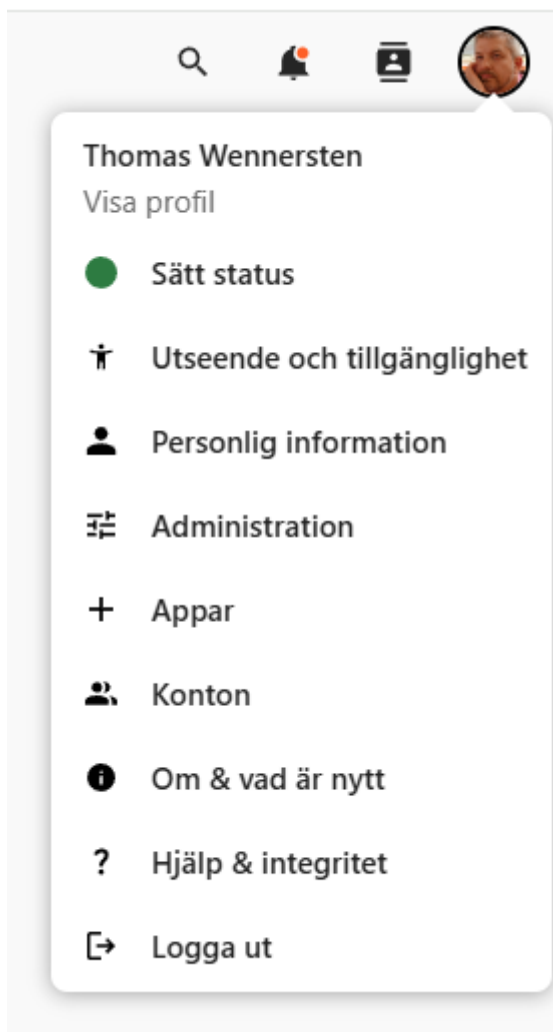 Thomas Wennersten
Visa profil
Sätt status
Utseende och tillgänglighet
Personlig information
Administration
Appar
Konton
Om & vad är nytt
Hjälp & integritet
Logga ut